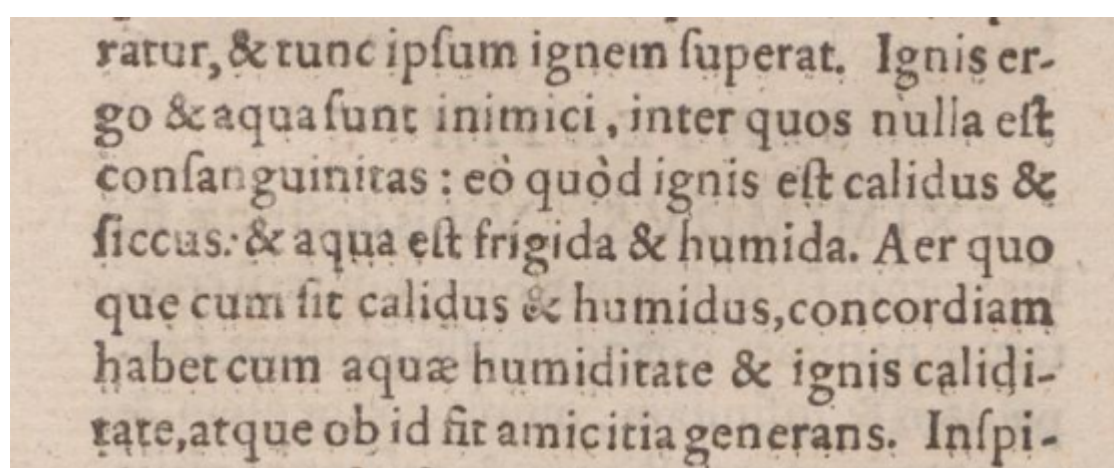 ratur, & tunc ipſum ignem ſuperat. Ignis er-
go & aqua ſunt inimici, inter quos nulla eſt
conſanguinitas: eò quòd ignis eſt calidus &
ſiccus: & aqua eſt frigida & humida. Aer quo
que cum ſit calidus & humidus, concordiam
habet cum aquæ humiditate & ignis calidi-
tate, atque ob id fit amicitia generans. Inſpi-